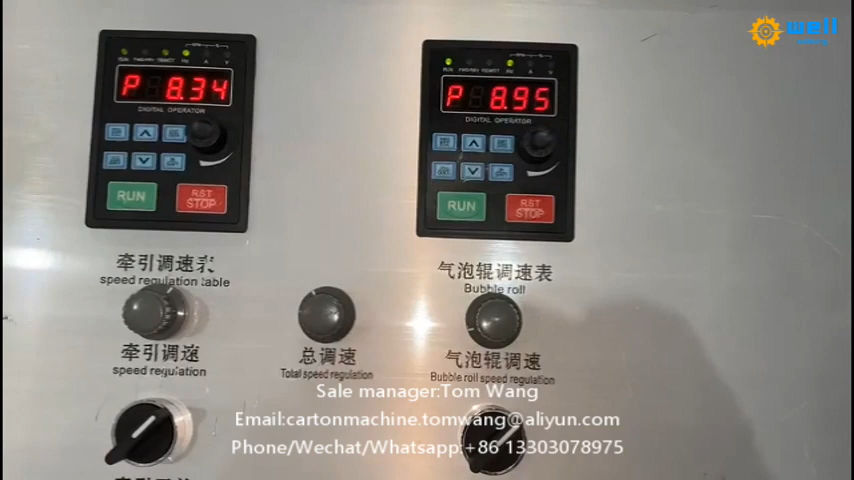 well
P 8.34
DIGITAL OPERATOR
RUN
RST
STOP
P 8.95
DIGITAL OPERATOR
RUN
RST
STOP
牵引调速表
speed regulation table
气泡辊调速表
Bubble roll
牵引调速
speed regulation
总调速
Total speed regulation
气泡辊调速
Bubble roll speed regulation
Sale manager:Tom Wang
Email:cartonmachine.tomwang@aliyun.com
Phone/Wechat/Whatsapp:+86 13303078975